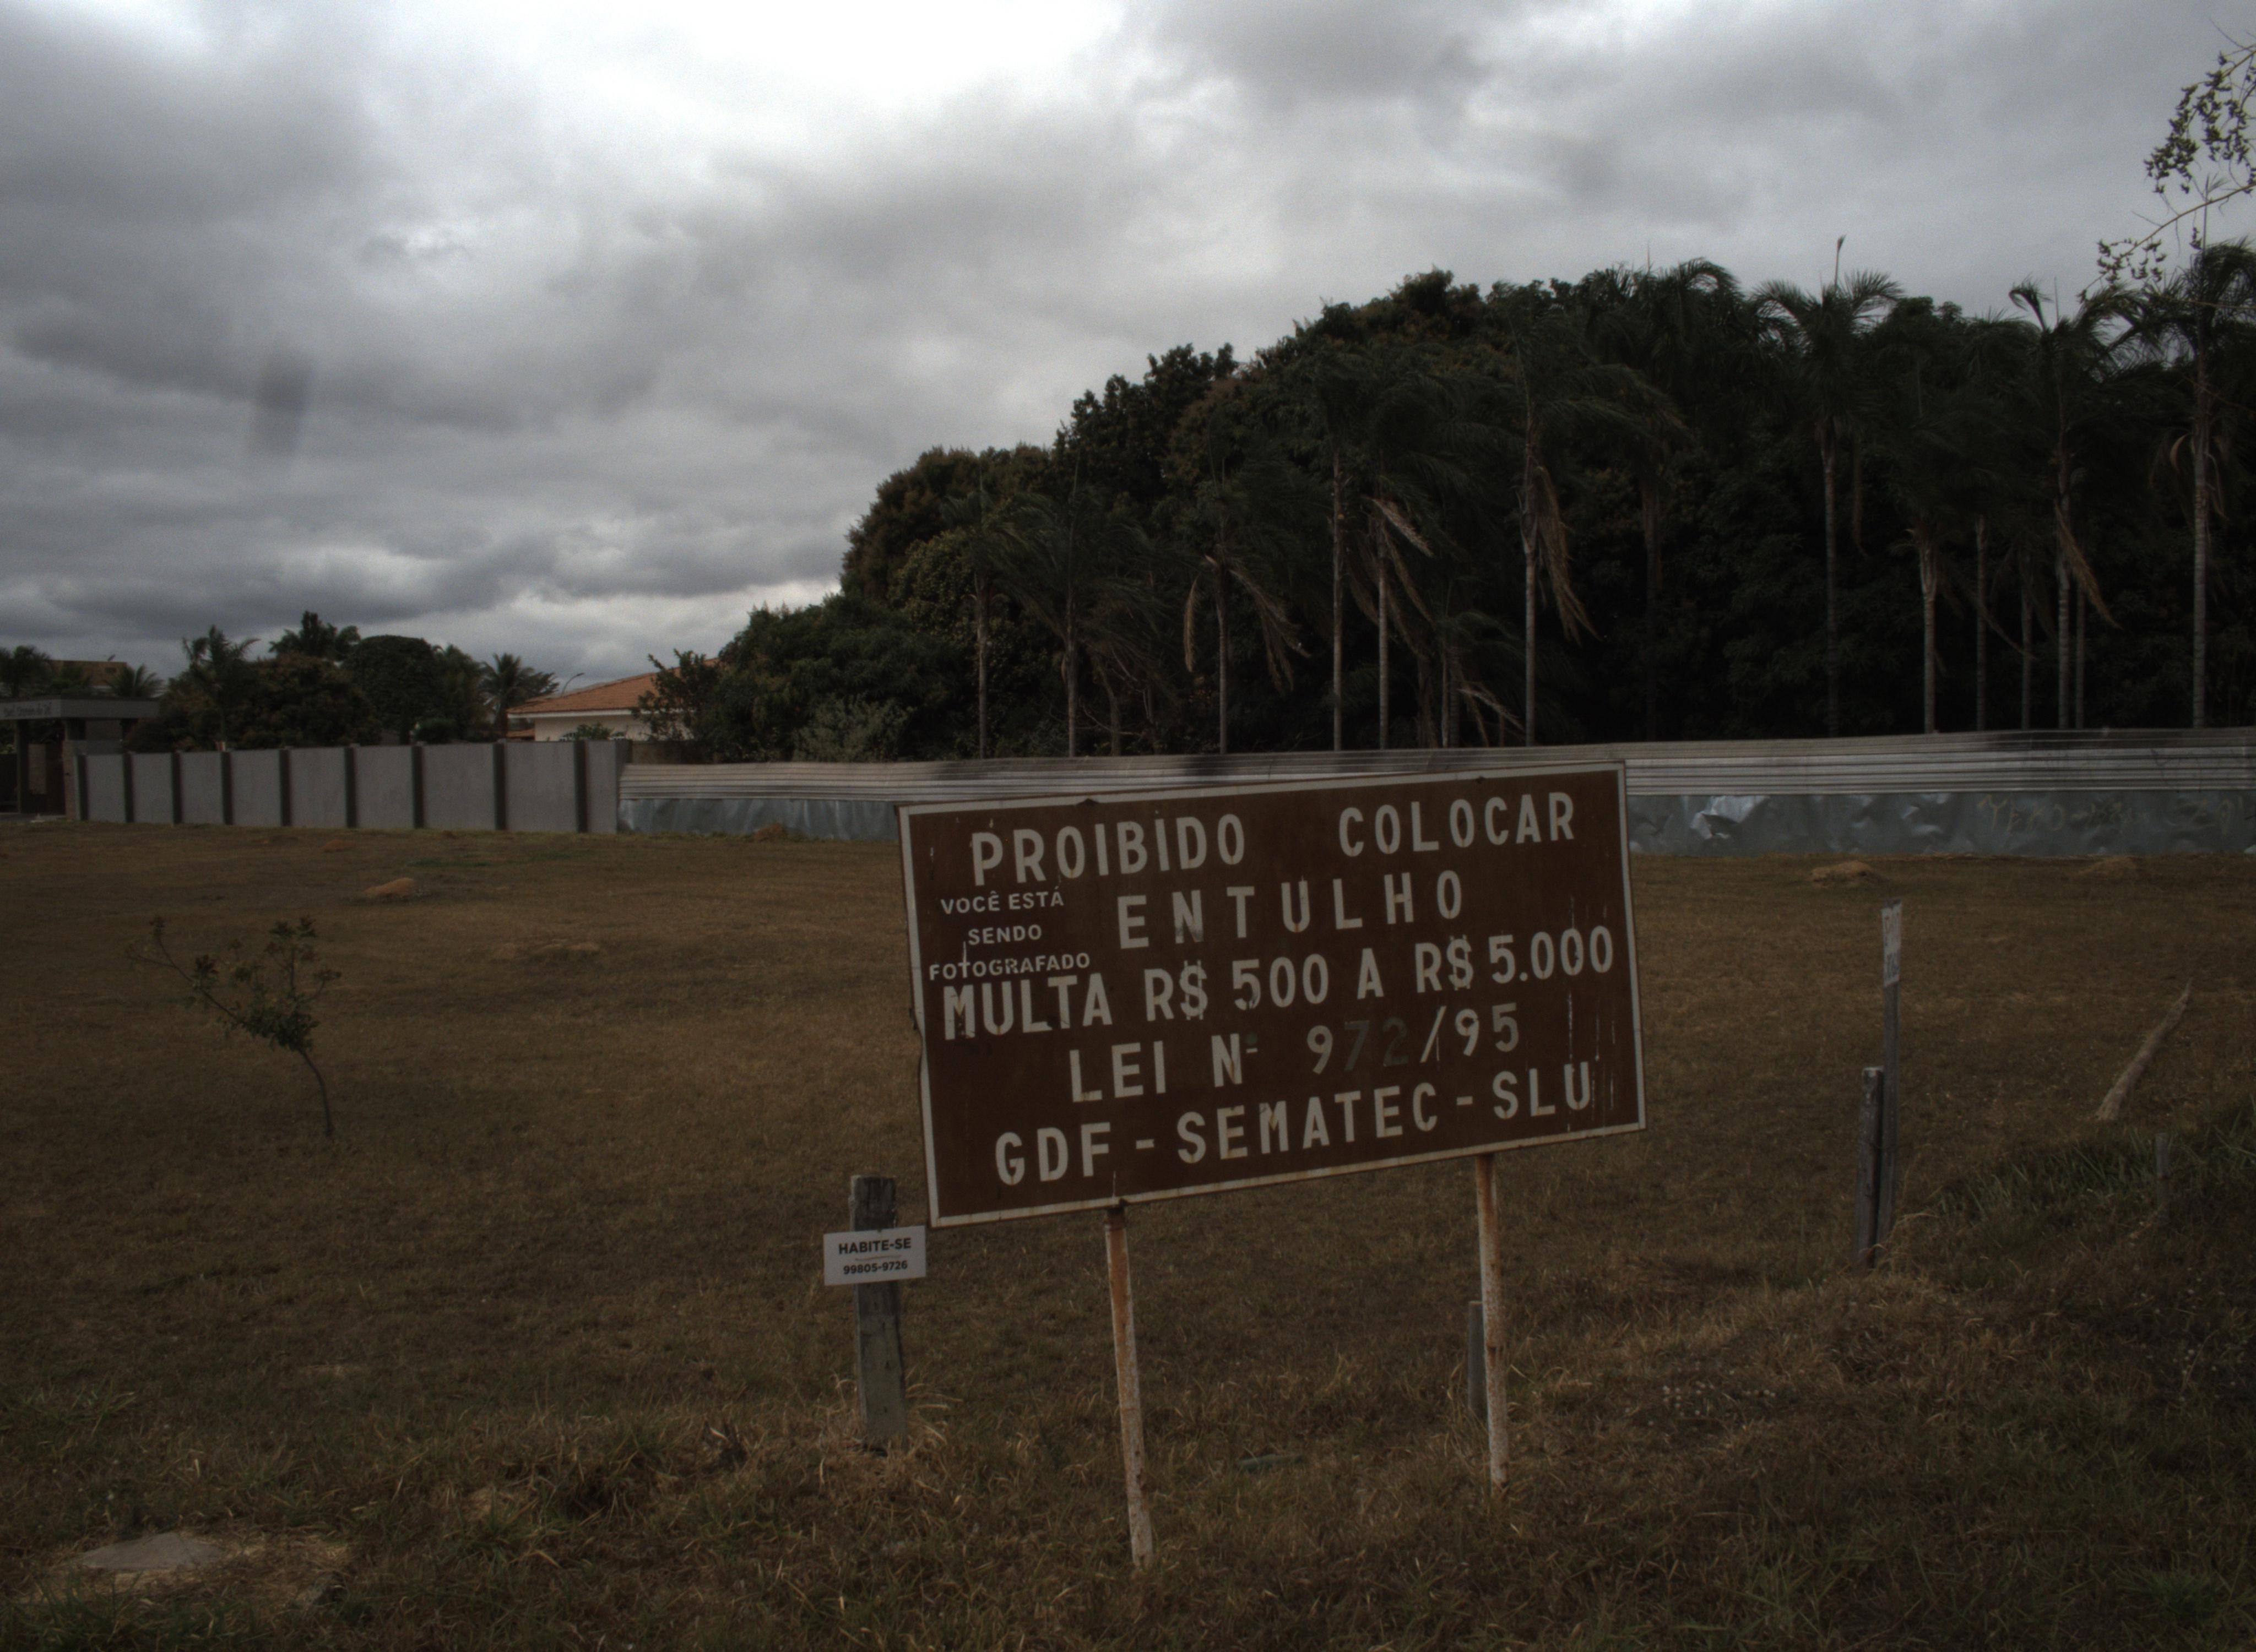 PROIBIDO COLOCAR
VOCÊ ESTÁ
SENDO
FOTOGRAFADO
ENTULHO
MULTA R$ 500 A R$ 5.000
LEI Nº 972/95
GDF - SEMATEC - SLU
HABITE-SE
99805-9726